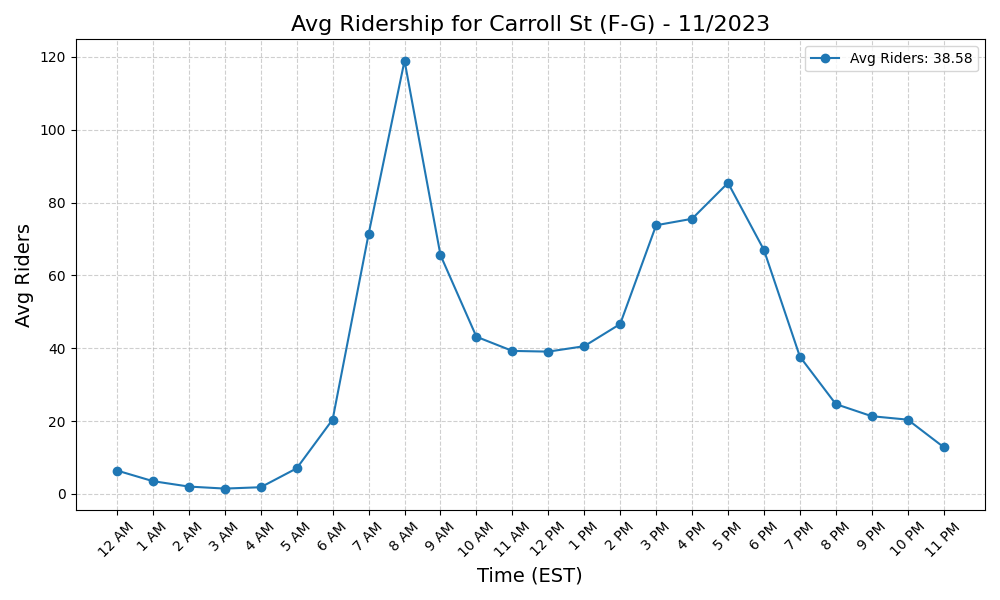 Avg Ridership for Carroll St (F-G) - 11/2023
Avg Riders: 38.58
Avg Riders
120
100
80
60
40
20
0
12 AM
1 AM
2 AM
3 AM
4 AM
5 AM
6 AM
7 AM
8 AM
9 AM
10 AM
11 AM
12 PM
1 PM
2 PM
3 PM
4 PM
5 PM
6 PM
7 PM
8 PM
9 PM
10 PM
11 PM
Time (EST)